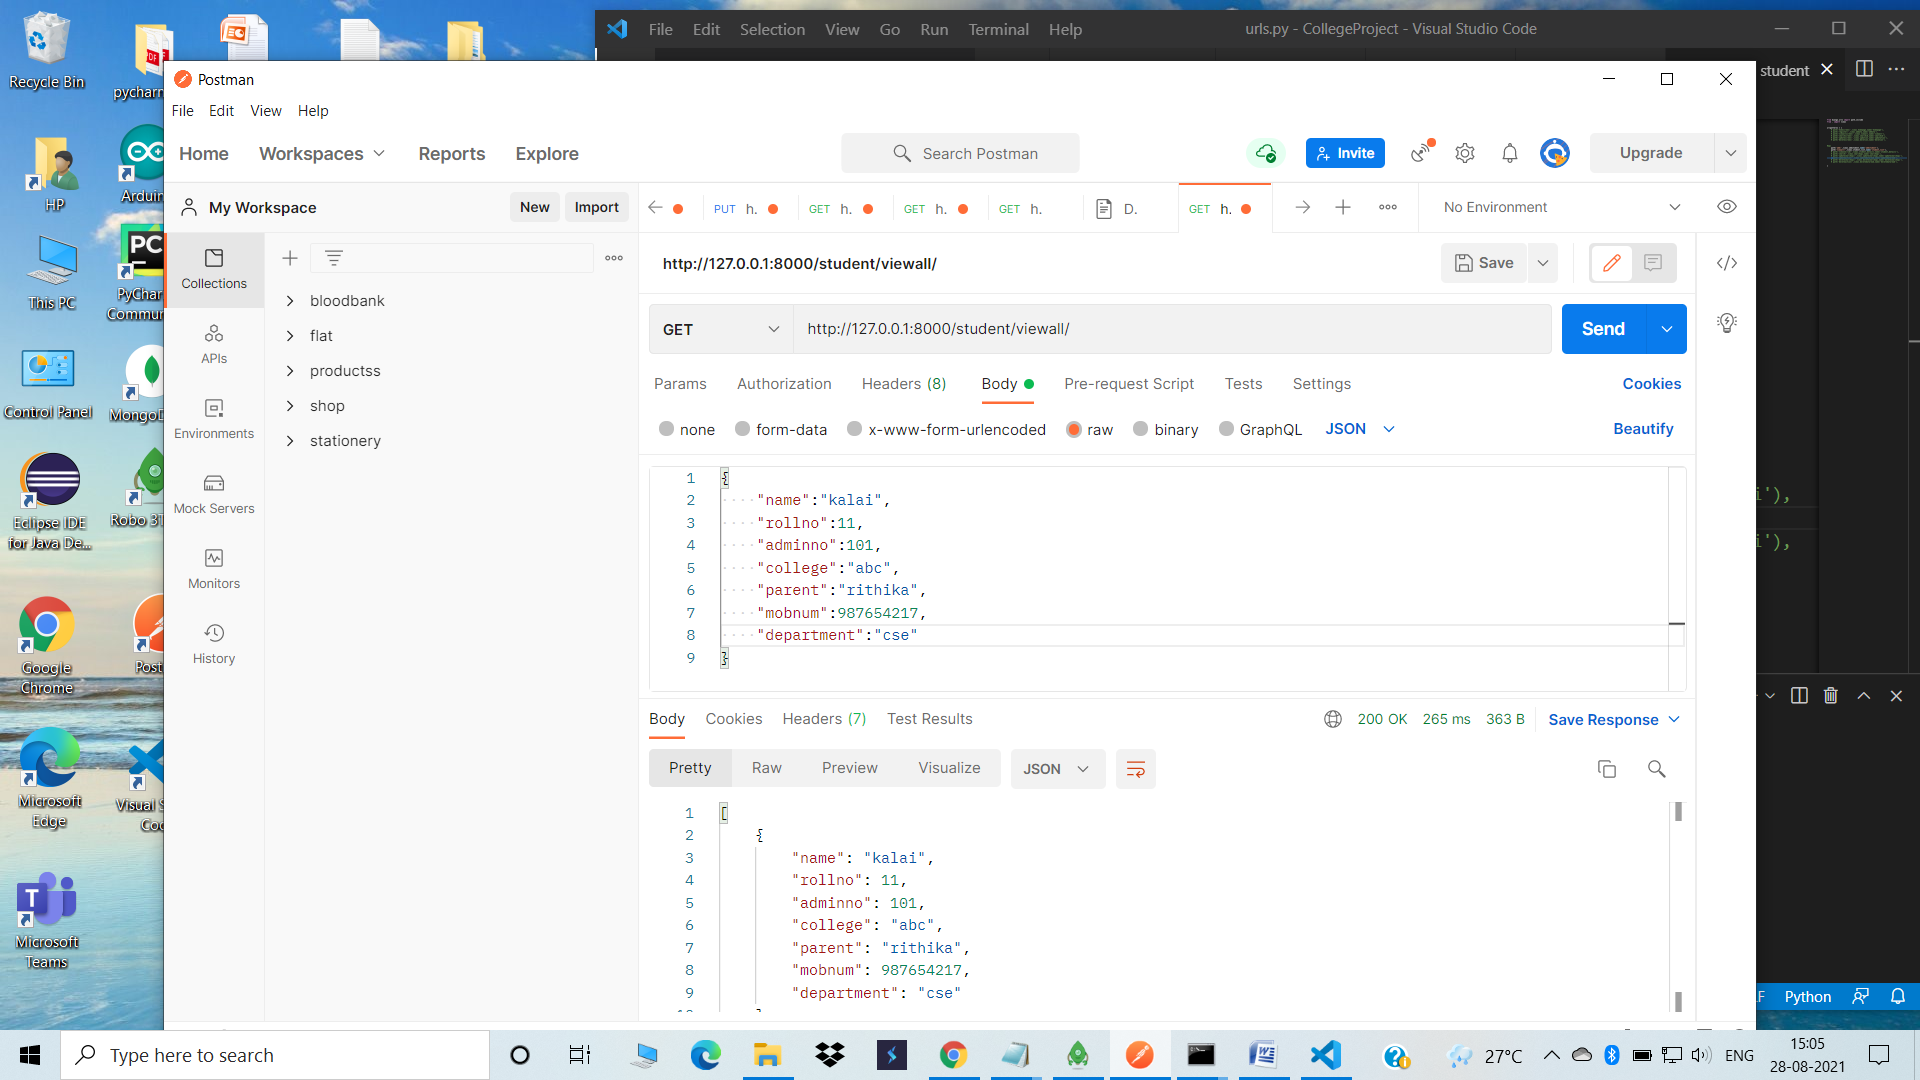 File Edit Selection View Go Run Terminal Help
urls.py - CollegeProject - Visual Studio Code
student
Recycle Bin
HP
Arduin
This PC
PyChar
Commun
Control Panel
MongoD
Eclipse IDE
for Java De...
Robo 3T
Google
Chrome
Post
Microsoft
Edge
Visual S
Cod
Microsoft
Teams
pycharm
Postman
File Edit View Help
Home Workspaces Reports Explore
Search Postman
Invite
Upgrade
My Workspace
New Import
PUT h. GET h. GET h. GET h. D. GET h.
No Environment
Collections
APIs
Environments
Mock Servers
Monitors
History
bloodbank
flat
productss
shop
stationery
http://127.0.0.1:8000/student/viewall/
Save
GET
http://127.0.0.1:8000/student/viewall/
Send
Params Authorization Headers (8) Body Pre-request Script Tests Settings Cookies
none form-data x-www-form-urlencoded raw binary GraphQL JSON Beautify
1 {
2 "name":"kalai",
3 "rollno":11,
4 "adminno":101,
5 "college":"abc",
6 "parent":"rithika",
7 "mobnum":987654217,
8 "department":"cse"
9 }
Body Cookies Headers (7) Test Results
200 OK 265 ms 363 B Save Response
Pretty Raw Preview Visualize JSON
1 [
2 {
3 "name": "kalai",
4 "rollno": 11,
5 "adminno": 101,
6 "college": "abc",
7 "parent": "rithika",
8 "mobnum": 987654217,
9 "department": "cse"
i'),
i'),
F Python
Type here to search
27°C
ENG
15:05
28-08-2021